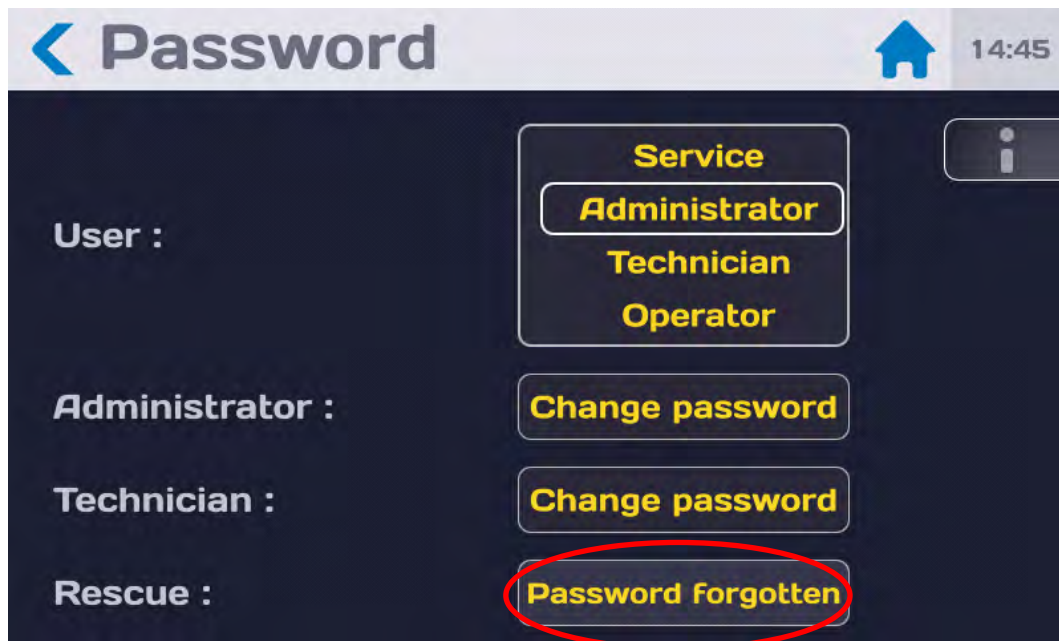 Password
14:45
User :
Service
Administrator
Technician
Operator
Administrator :
Change password
Technician :
Change password
Rescue :
Password forgotten